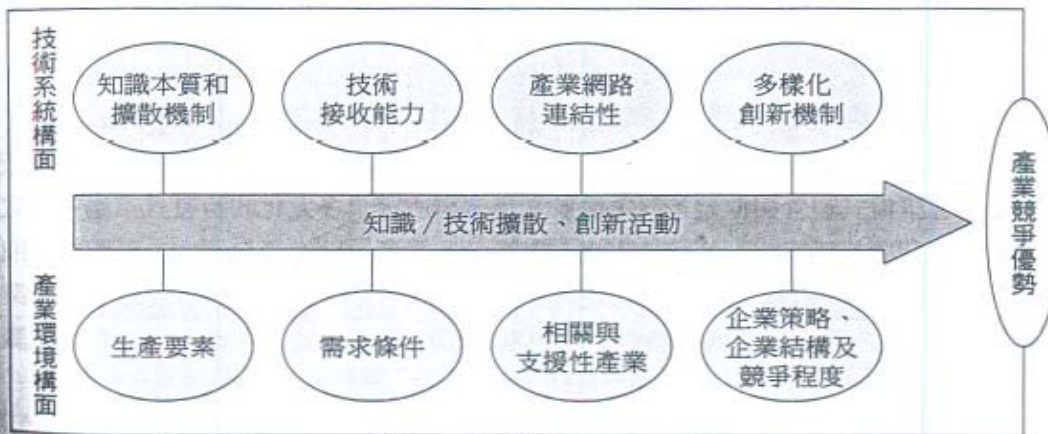 技術系統構面
知識本質和
擴散機制
技術
接收能力
產業網路
連結性
多樣化
創新機制
知識/技術擴散、創新活動
產業競爭優勢
產業環境構面
生產要素
需求條件
相關與
支援性產業
企業策略、
企業結構及
競爭程度